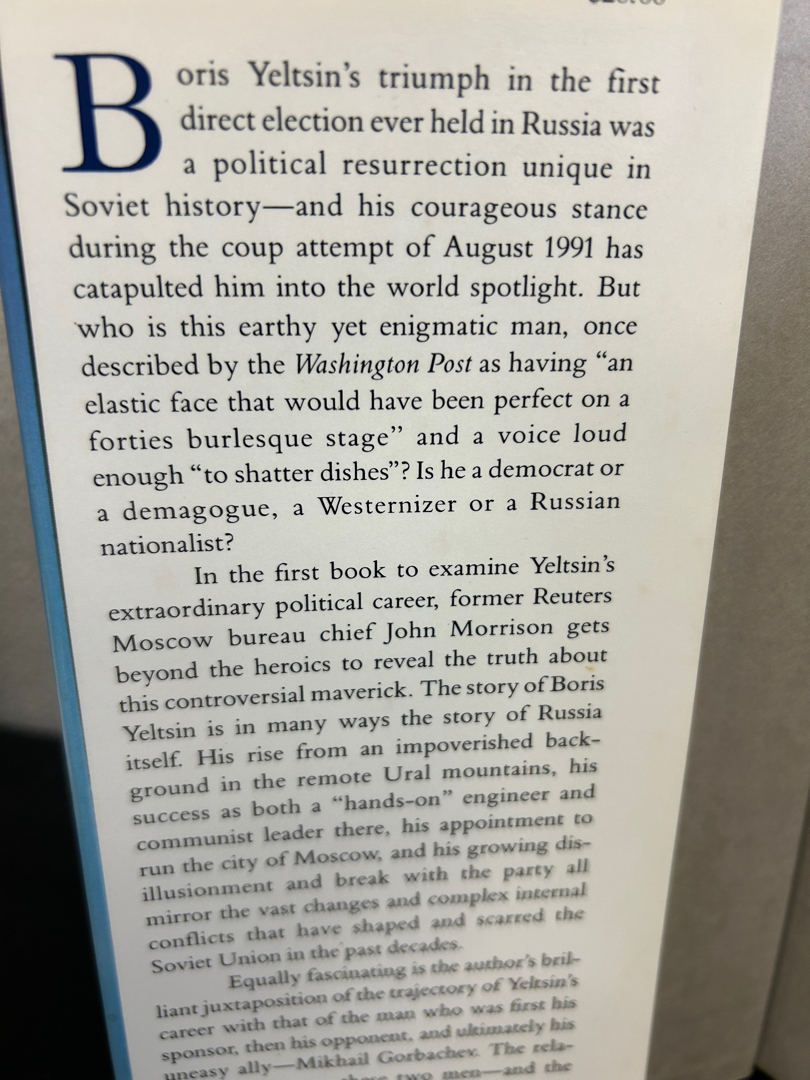 Boris Yeltsin's triumph in the first
direct election ever held in Russia was
a political resurrection unique in
Soviet history—and his courageous stance
during the coup attempt of August 1991 has
catapulted him into the world spotlight. But
who is this earthy yet enigmatic man, once
described by the Washington Post as having “an
elastic face that would have been perfect on a
forties burlesque stage” and a voice loud
enough “to shatter dishes”? Is he a democrat or
a demagogue, a Westernizer or a Russian
nationalist?
In the first book to examine Yeltsin's
extraordinary political career, former Reuters
Moscow bureau chief John Morrison gets
beyond the heroics to reveal the truth about
this controversial maverick. The story of Boris
Yeltsin is in many ways the story of Russia
itself. His rise from an impoverished back-
ground in the remote Ural mountains, his
success as both a “hands-on” engineer and
communist leader there, his appointment to
run the city of Moscow, and his growing dis-
illusionment and break with the party all
mirror the vast changes and complex internal
conflicts that have shaped and scarred the
Soviet Union in the past decades.
Equally fascinating is the author's bril-
liant juxtaposition of the trajectory of Yeltsin's
career with that of the man who was first his
sponsor, then his opponent, and ultimately his
uneasy ally—Mikhail Gorbachev. The rela-
two men—and the